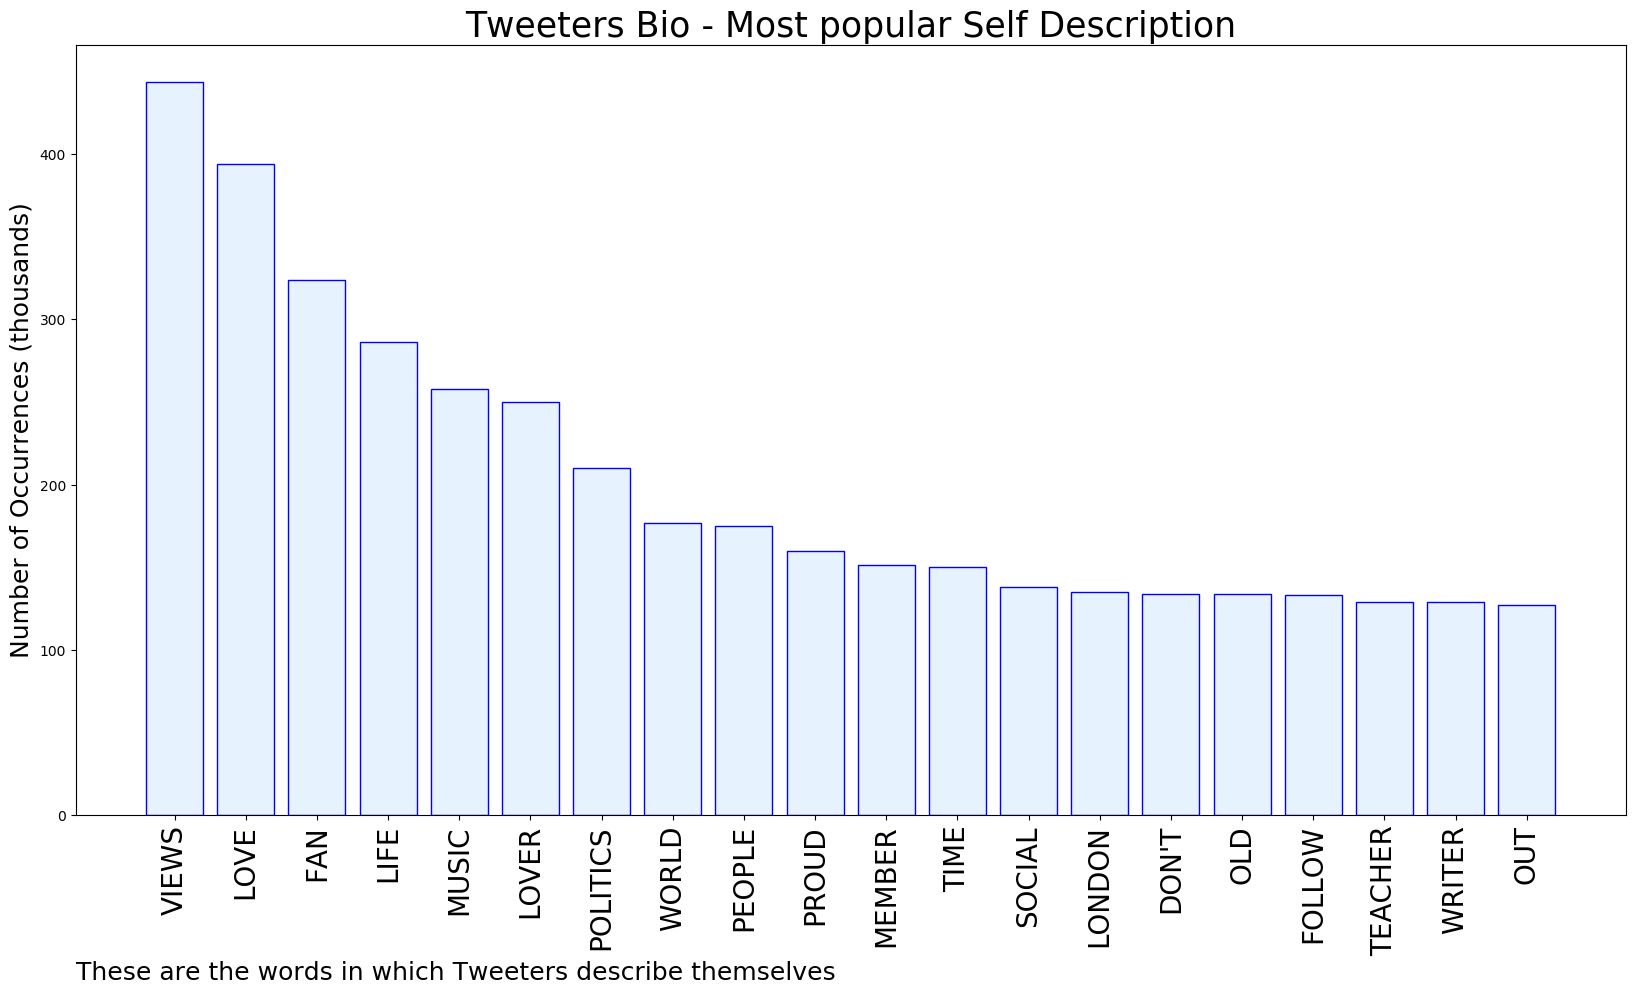 Tweeters Bio - Most popular Self Description
Number of Occurrences (thousands)
400
300
200
100
0
VIEWS
LOVE
FAN
LIFE
MUSIC
LOVER
POLITICS
WORLD
PEOPLE
PROUD
MEMBER
TIME
SOCIAL
LONDON
DON'T
OLD
FOLLOW
TEACHER
WRITER
OUT
These are the words in which Tweeters describe themselves